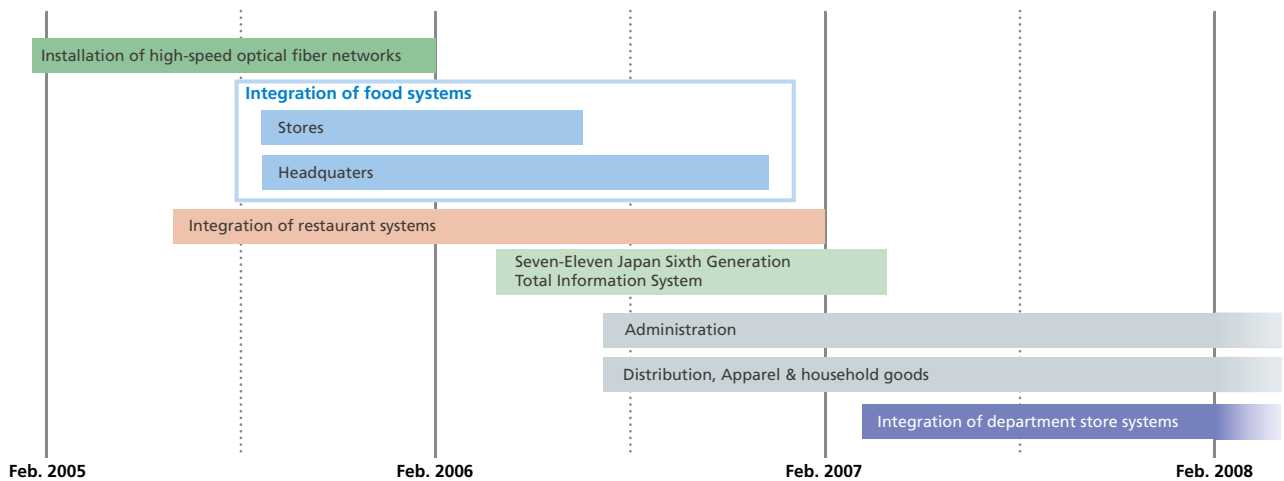 Installation of high-speed optical fiber networks
Integration of food systems
Stores
Headquaters
Integration of restaurant systems
Seven-Eleven Japan Sixth Generation
Total Information System
Administration
Distribution, Apparel & household goods
Integration of department store systems
Feb. 2005
Feb. 2006
Feb. 2007
Feb. 2008